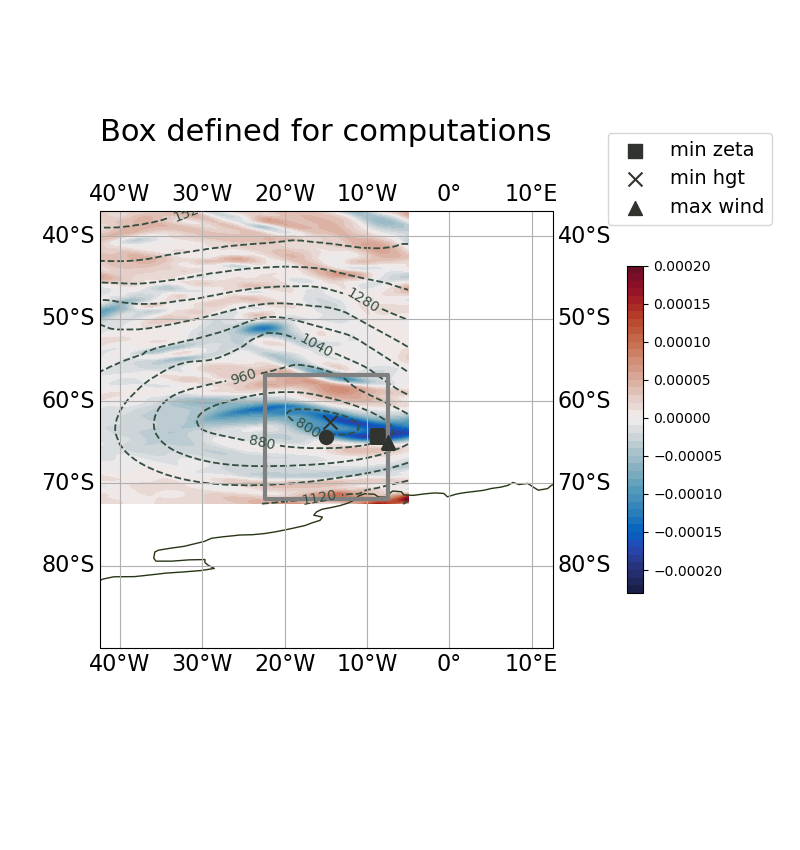 Box defined for computations
min zeta
min hgt
max wind
40°W 30°W 20°W 10°W 0° 10°E
40°S 40°S
50°S 50°S
60°S 60°S
70°S 70°S
80°S 80°S
1280
1040
960
800
880
1120
40°W 30°W 20°W 10°W 0° 10°E
0.00020
0.00015
0.00010
0.00005
0.00000
−0.00005
−0.00010
−0.00015
−0.00020